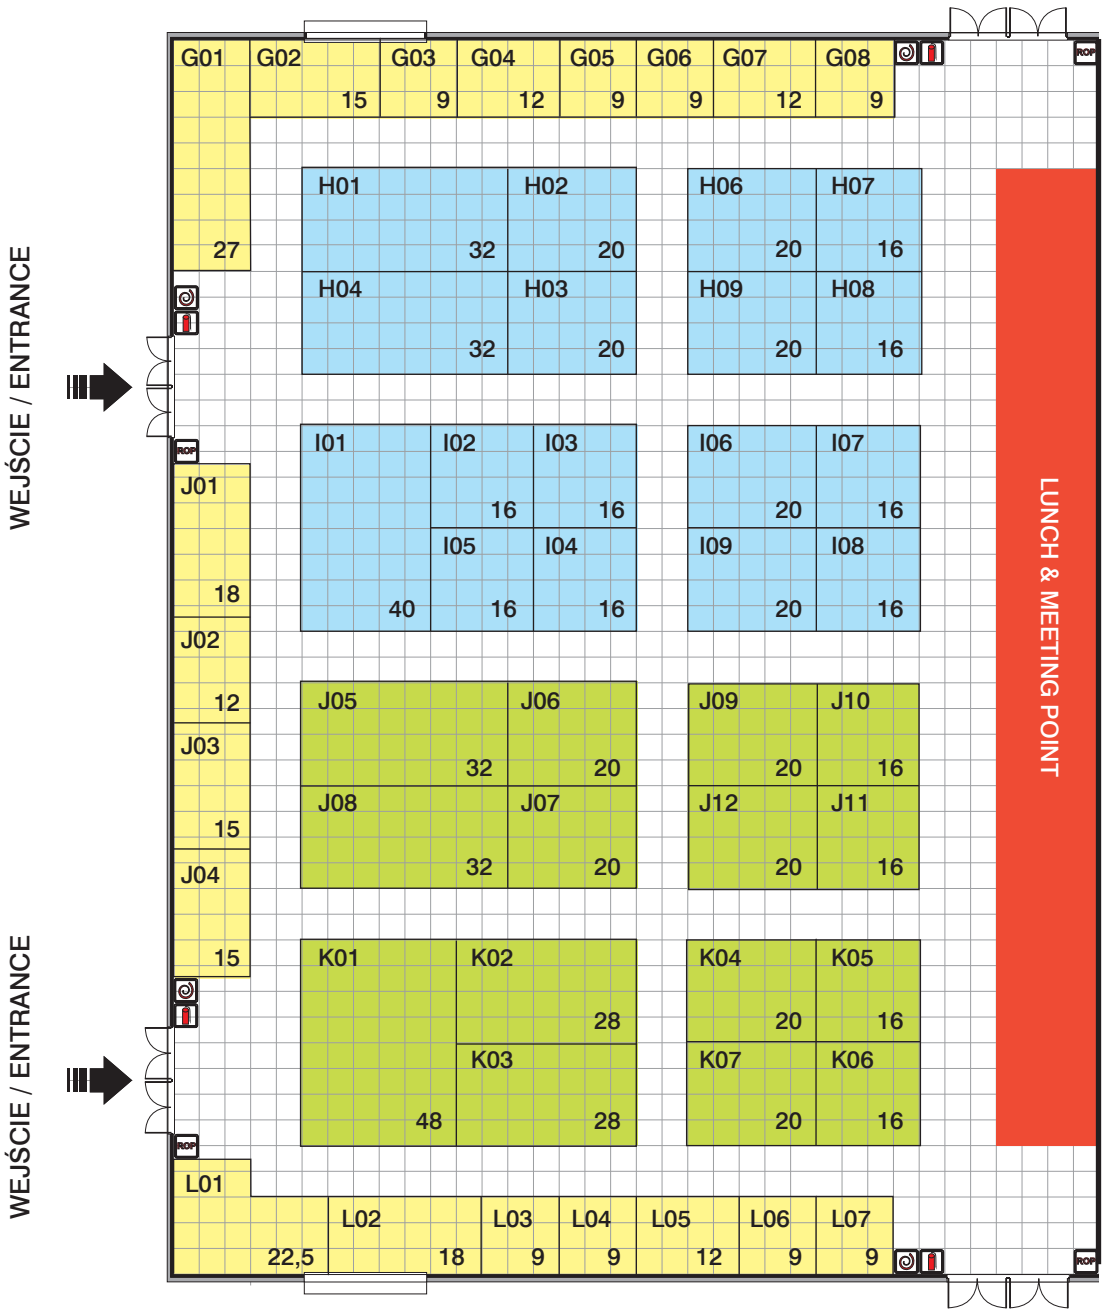 G01 G02 G03 G04 G05 G06 G07 G08
ROP
15 9 12 9 9 12 9
27
H01 H02 H06 H07
32 20 20 16
H04 H03 H09 H08
32 20 20 16
WEJŚCIE / ENTRANCE
ROP
I01 I02 I03 I06 I07
16 16 20 16
I05 I04 I09 I08
40 16 16 20 16
J01
18
J02
12
J03
15
J04
15
LUNCH & MEETING POINT
J05 J06 J09 J10
32 20 20 16
J08 J07 J12 J11
32 20 20 16
WEJŚCIE / ENTRANCE
ROP
K01 K02 K04 K05
28 20 16
K03 K07 K06
48 28 20 16
L01
L02 L03 L04 L05 L06 L07
22,5 18 9 9 12 9 9
ROP